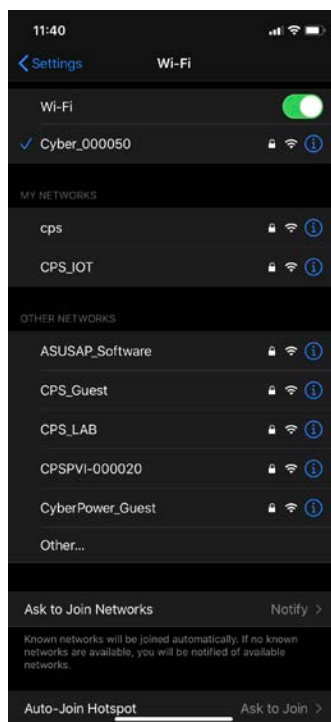 11:40
Settings
Wi-Fi
Wi-Fi
Cyber_000050
MY NETWORKS
cps
CPS_IOT
OTHER NETWORKS
ASUSAP_Software
CPS_Guest
CPS_LAB
CPSPVI-000020
CyberPower_Guest
Other...
Ask to Join Networks Notify
Known networks will be joined automatically. If no known
networks are available, you will be notified of available
networks.
Auto-Join Hotspot Ask to Join